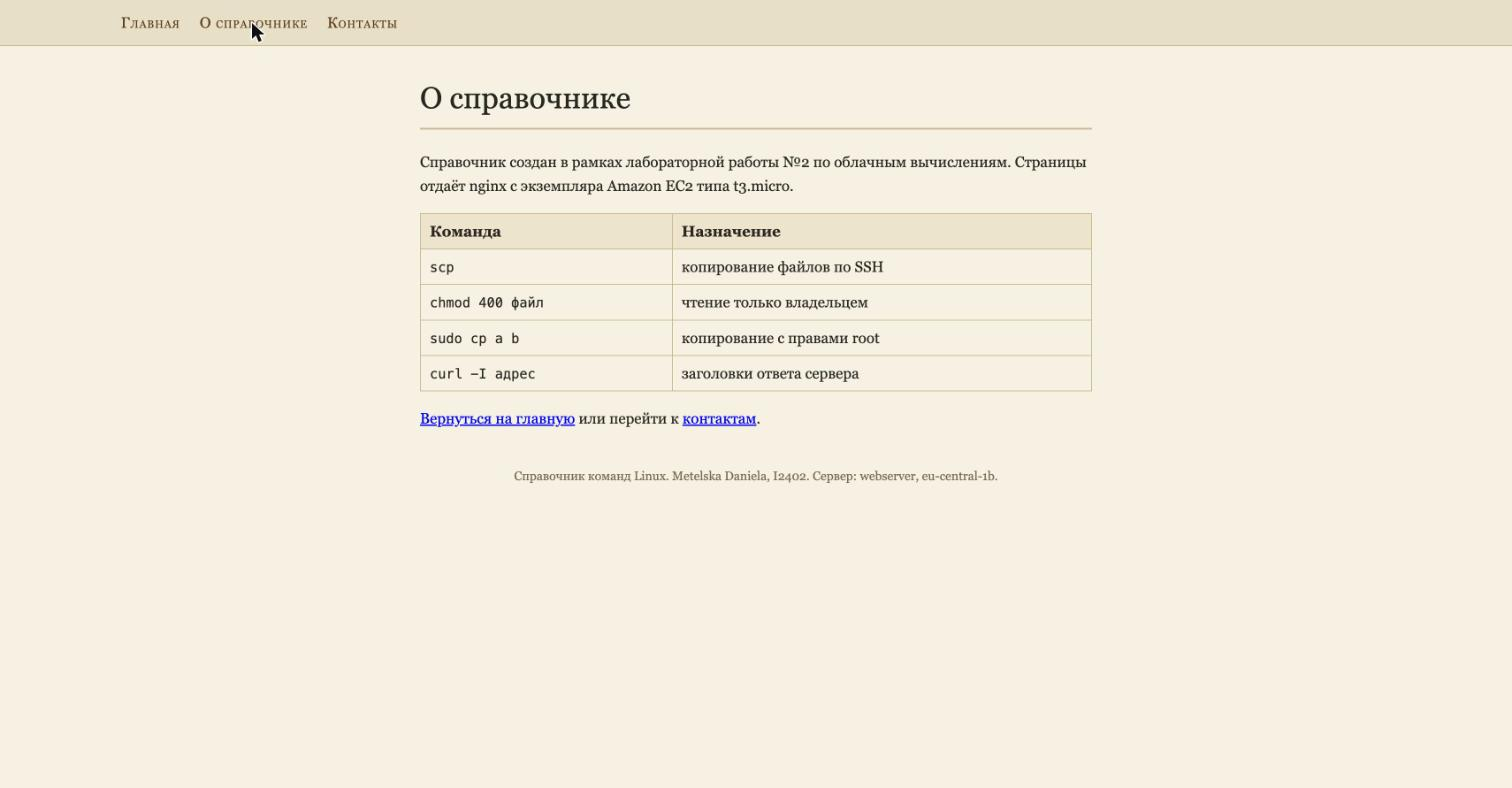 Главная О справочнике Контакты
О справочнике
Справочник создан в рамках лабораторной работы №2 по облачным вычислениям. Страницы
отдаёт nginx с экземпляра Amazon EC2 типа t3.micro.
Команда Назначение
scp копирование файлов по SSH
chmod 400 файл чтение только владельцем
sudo cp a b копирование с правами root
curl -I адрес заголовки ответа сервера
Вернуться на главную или перейти к контактам.
Справочник команд Linux. Metelska Daniela, I2402. Сервер: webserver, eu-central-1b.